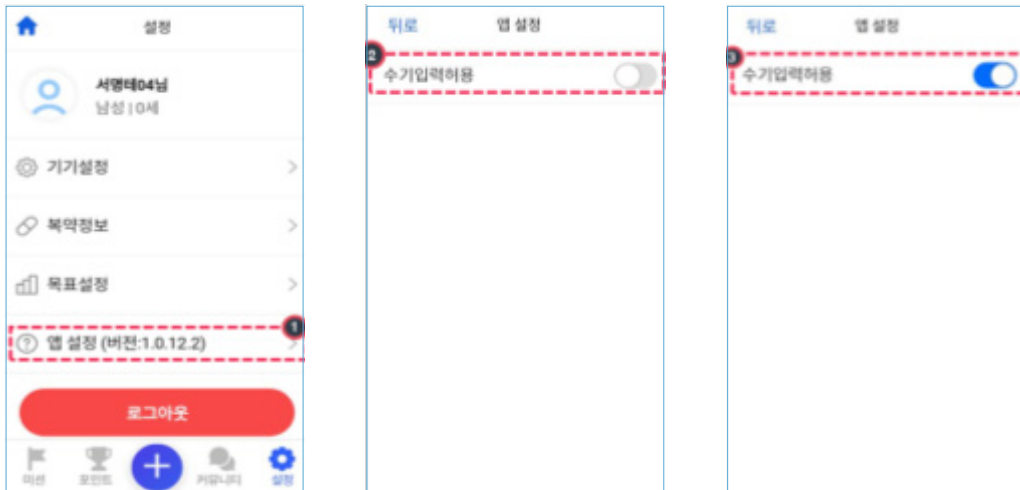 설정
서명테04님
남성 | 0세
기기설정
복약정보
목표설정
1
앱 설정 (버전:1.0.12.2)
로그아웃
미션
포인트
커뮤니티
설정
뒤로
앱 설정
2
수기입력허용
뒤로
앱 설정
3
수기입력허용